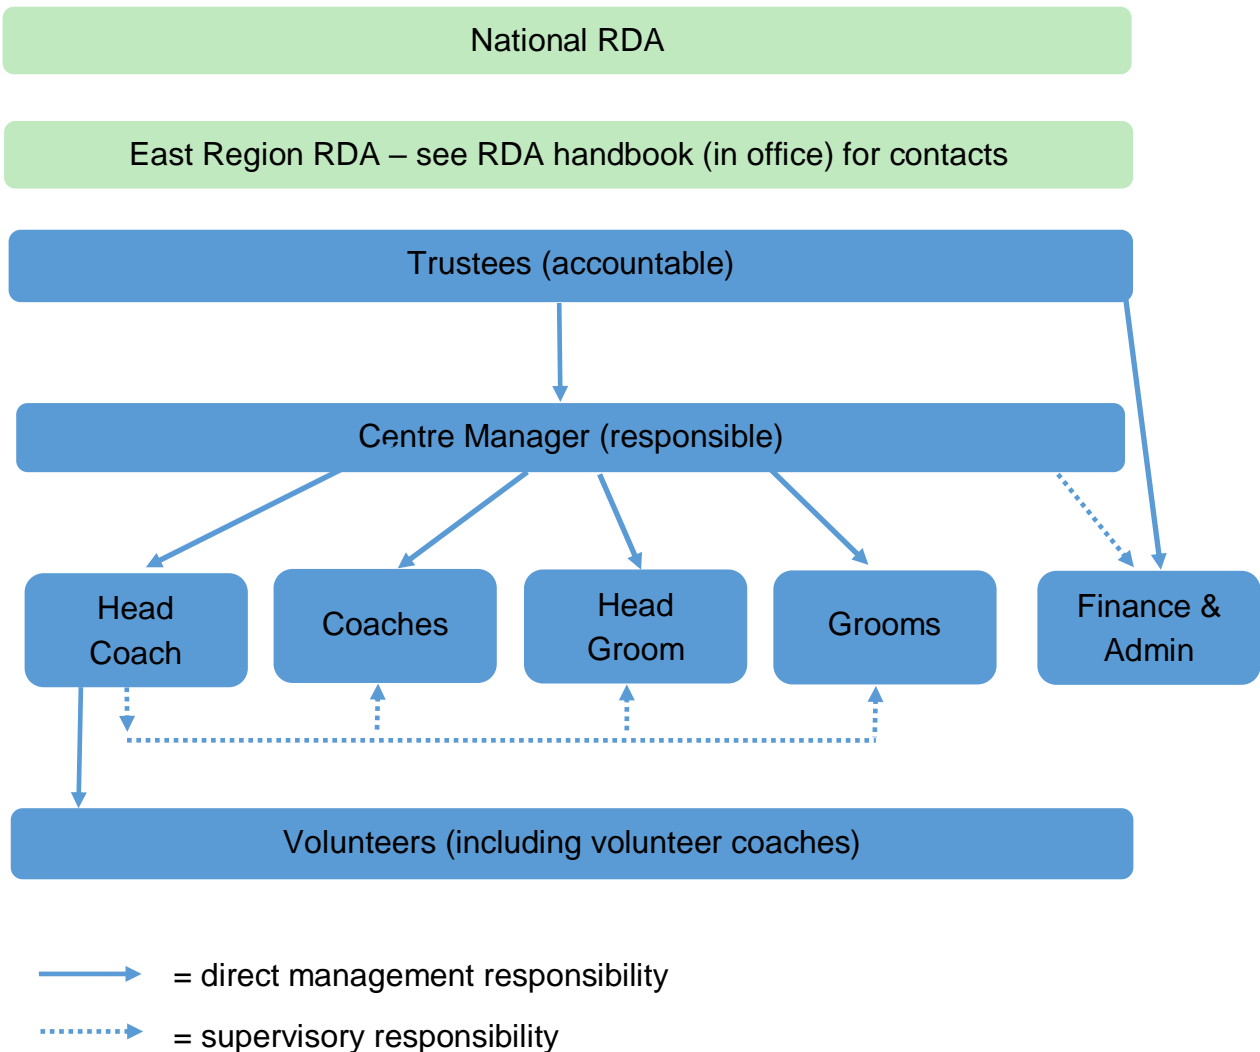 National RDA
East Region RDA – see RDA handbook (in office) for contacts
Trustees (accountable)
Centre Manager (responsible)
Head
Coach
Coaches
Head
Groom
Grooms
Finance &
Admin
Volunteers (including volunteer coaches)
= direct management responsibility
= supervisory responsibility